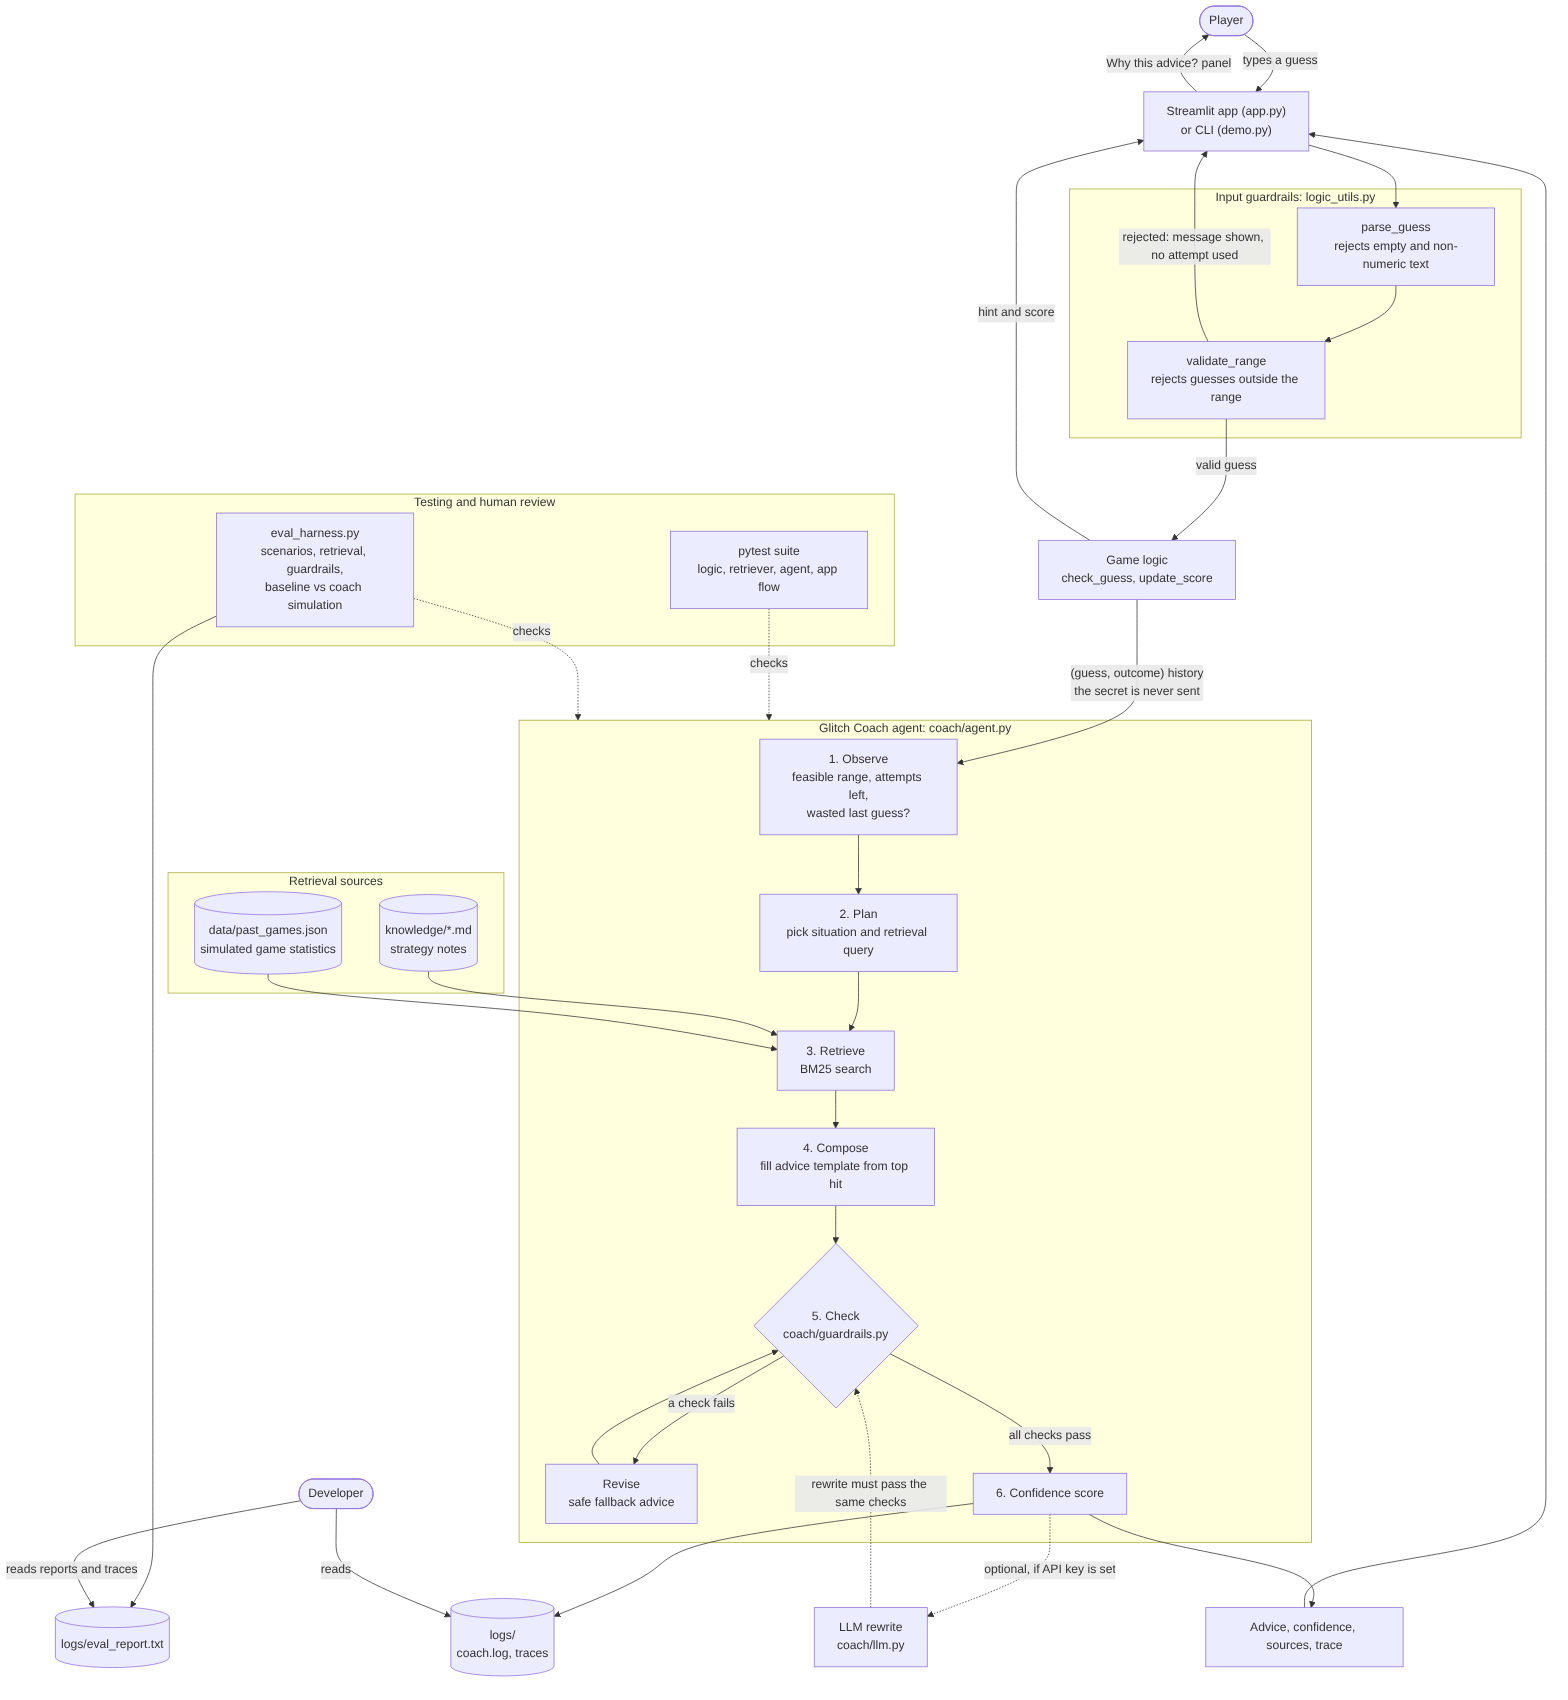 Player
Why this advice? panel
types a guess
Streamlit app (app.py)
or CLI (demo.py)
Input guardrails: logic_utils.py
parse_guess
rejects empty and non-
numeric text
rejected: message shown,
no attempt used
hint and score
validate_range
rejects guesses outside the
range
valid guess
Testing and human review
eval_harness.py
scenarios, retrieval,
guardrails,
baseline vs coach
simulation
pytest suite
logic, retriever, agent, app
flow
Game logic
check_guess, update_score
checks
checks
(guess, outcome) history
the secret is never sent
Glitch Coach agent: coach/agent.py
1. Observe
feasible range, attempts
left,
wasted last guess?
Retrieval sources
data/past_games.json
simulated game statistics
knowledge/*.md
strategy notes
2. Plan
pick situation and retrieval
query
3. Retrieve
BM25 search
4. Compose
fill advice template from top
hit
5. Check
coach/guardrails.py
a check fails
all checks pass
Revise
safe fallback advice
rewrite must pass the
same checks
6. Confidence score
Developer
reads reports and traces
reads
optional, if API key is set
logs/eval_report.txt
logs/
coach.log, traces
LLM rewrite
coach/llm.py
Advice, confidence,
sources, trace